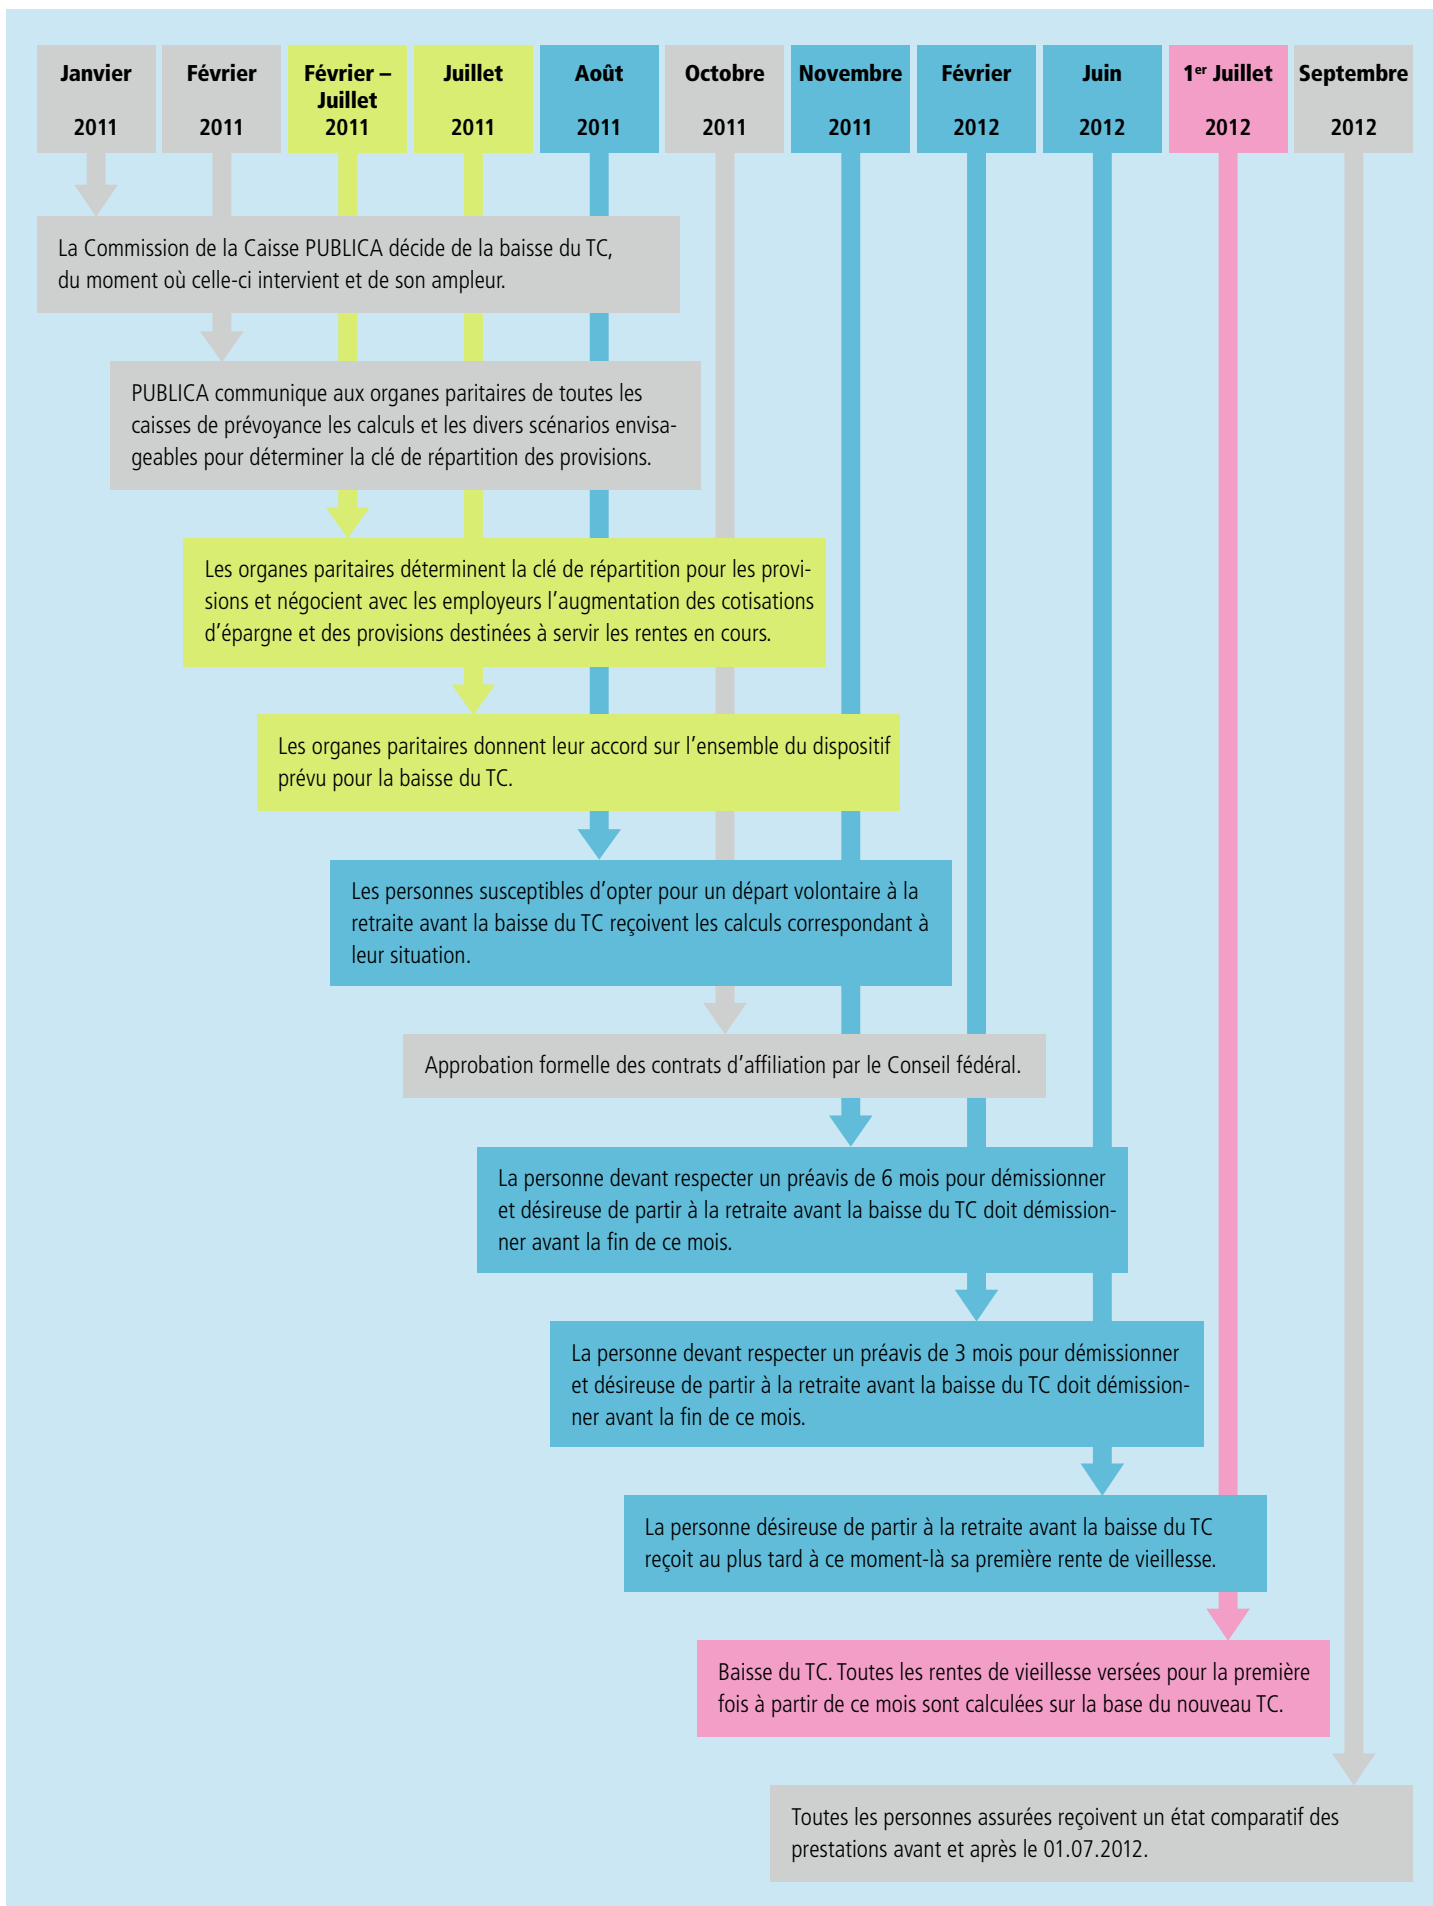 Janvier
2011
Février
2011
Février –
Juillet
2011
Juillet
2011
Août
2011
Octobre
2011
Novembre
2011
Février
2012
Juin
2012
1er Juillet
2012
Septembre
2012
La Commission de la Caisse PUBLICA décide de la baisse du TC,
du moment où celle-ci intervient et de son ampleur.
PUBLICA communique aux organes paritaires de toutes les
caisses de prévoyance les calculs et les divers scénarios envisa-
geables pour déterminer la clé de répartition des provisions.
Les organes paritaires déterminent la clé de répartition pour les provi-
sions et négocient avec les employeurs l’augmentation des cotisations
d’épargne et des provisions destinées à servir les rentes en cours.
Les organes paritaires donnent leur accord sur l’ensemble du dispositif
prévu pour la baisse du TC.
Les personnes susceptibles d’opter pour un départ volontaire à la
retraite avant la baisse du TC reçoivent les calculs correspondant à
leur situation.
Approbation formelle des contrats d’affiliation par le Conseil fédéral.
La personne devant respecter un préavis de 6 mois pour démissionner
et désireuse de partir à la retraite avant la baisse du TC doit démission-
ner avant la fin de ce mois.
La personne devant respecter un préavis de 3 mois pour démissionner
et désireuse de partir à la retraite avant la baisse du TC doit démission-
ner avant la fin de ce mois.
La personne désireuse de partir à la retraite avant la baisse du TC
reçoit au plus tard à ce moment-là sa première rente de vieillesse.
Baisse du TC. Toutes les rentes de vieillesse versées pour la première
fois à partir de ce mois sont calculées sur la base du nouveau TC.
Toutes les personnes assurées reçoivent un état comparatif des
prestations avant et après le 01.07.2012.